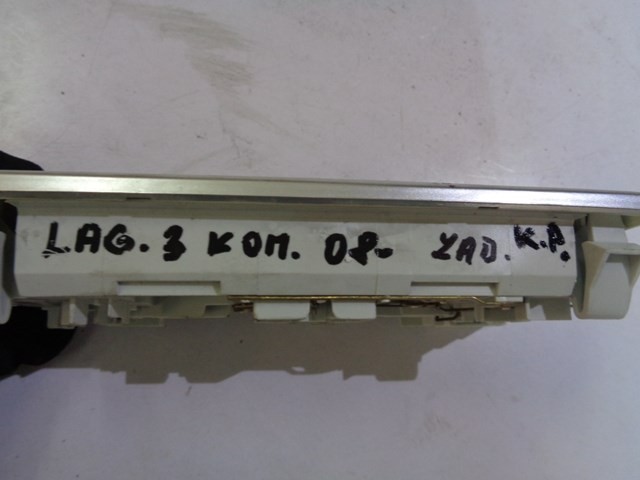 LAG. 3 KOM. 08- ZAD. K.P.